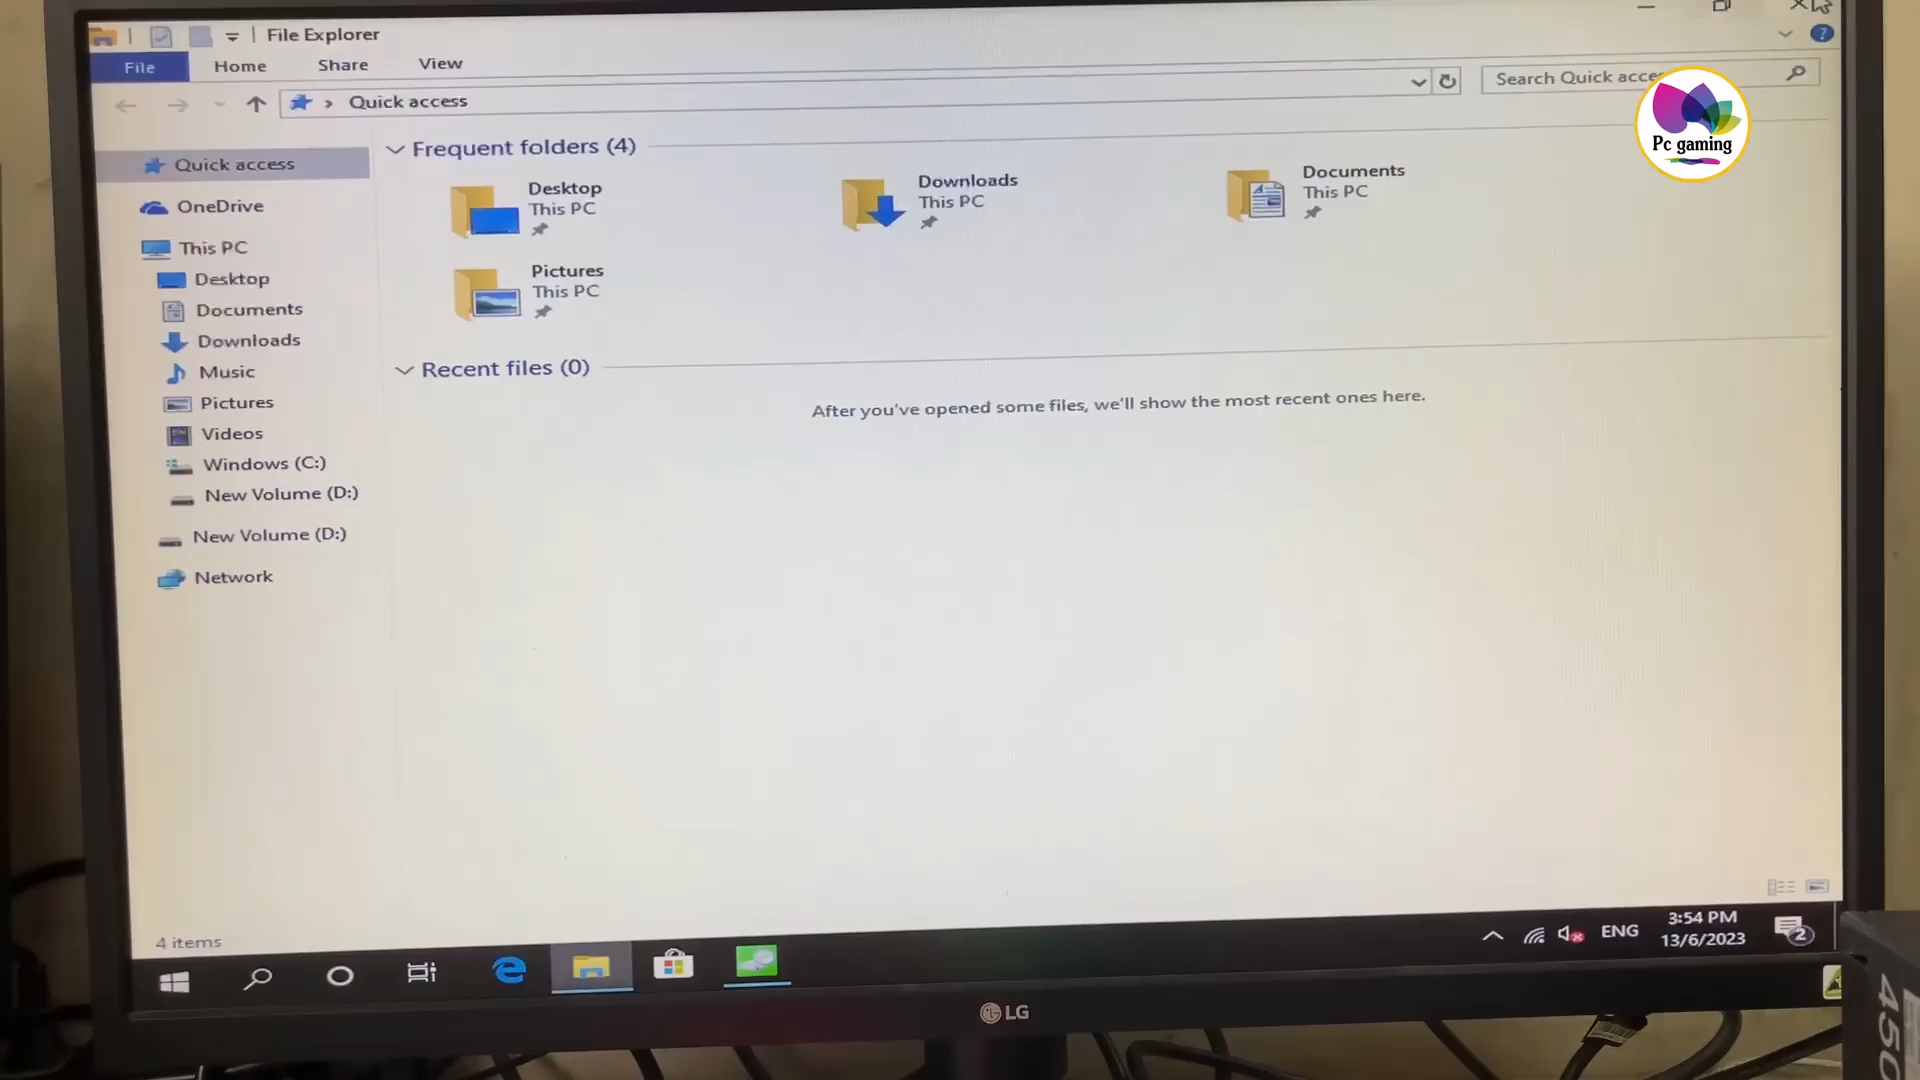 File Explorer
File
Home
Share
View
Quick access
Search Quick acce
Pc gaming
Quick access
OneDrive
This PC
Desktop
Documents
Downloads
Music
Pictures
Videos
Windows (C:)
New Volume (D:)
New Volume (D:)
Network
Frequent folders (4)
Desktop
This PC
Downloads
This PC
Documents
This PC
Pictures
This PC
Recent files (0)
After you've opened some files, we'll show the most recent ones here.
4 items
ENG
3:54 PM
13/6/2023
2
LG
450